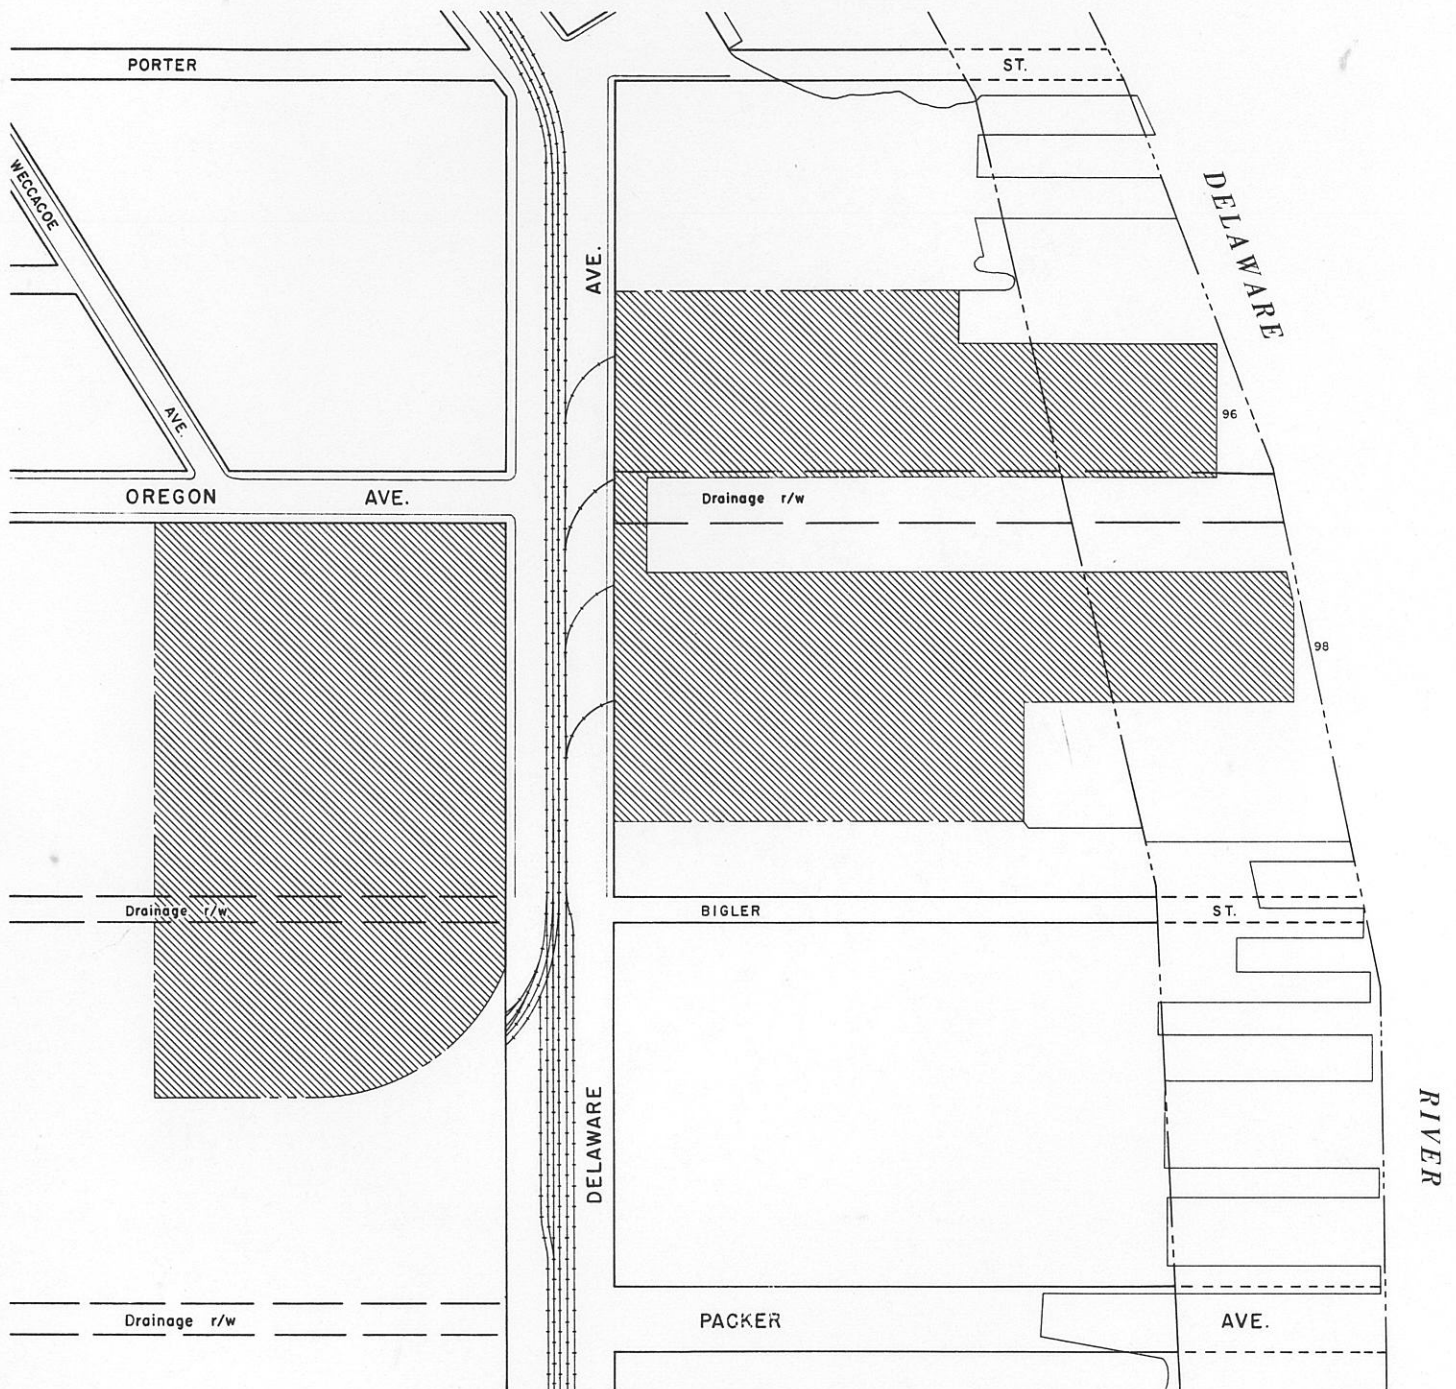 PORTER ST.
WECCACOE AVE.
DELAWARE
AVE.
96
OREGON AVE.
Drainage r/w
98
Drainage r/w
BIGLER ST.
DELAWARE
RIVER
Drainage r/w
PACKER AVE.